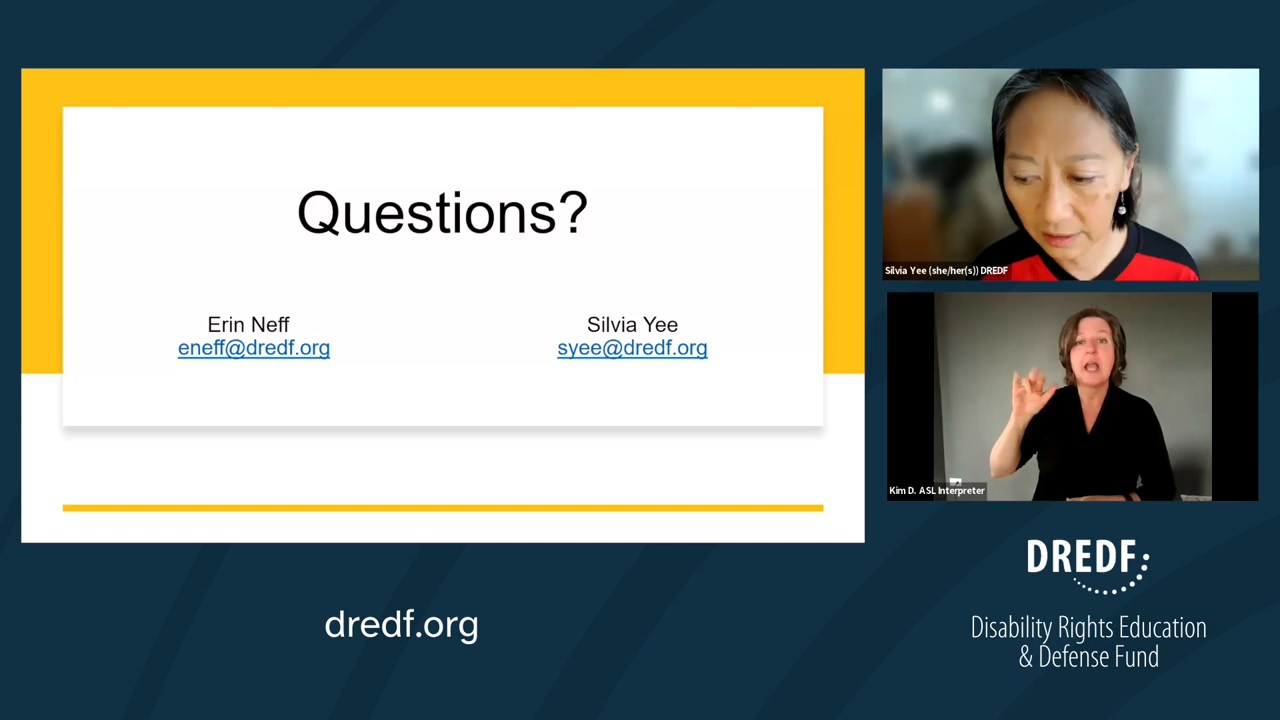 Questions?
Erin Neff
eneff@dredf.org
Silvia Yee
syee@dredf.org
Silvia Yee (she/her(s)) DREDF
Kim D. ASL Interpreter
dredf.org
DREDF
Disability Rights Education
& Defense Fund